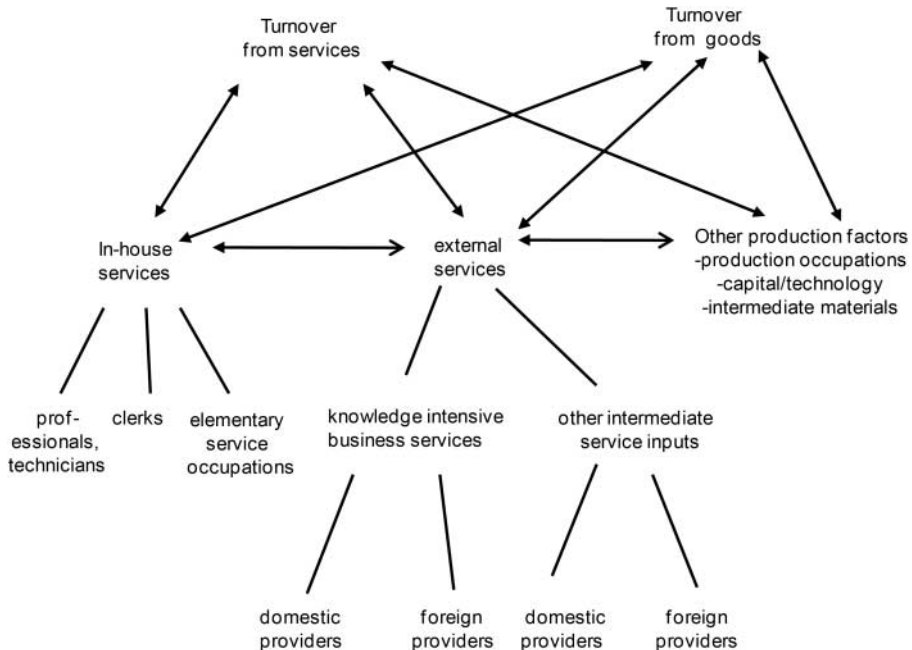 Turnover
from services
Turnover
from goods
In-house
services
external
services
Other production factors
-production occupations
-capital/technology
-intermediate materials
prof-
essionals,
technicians
clerks
elementary
service
occupations
knowledge intensive
business services
other intermediate
service inputs
domestic
providers
foreign
providers
domestic
providers
foreign
providers